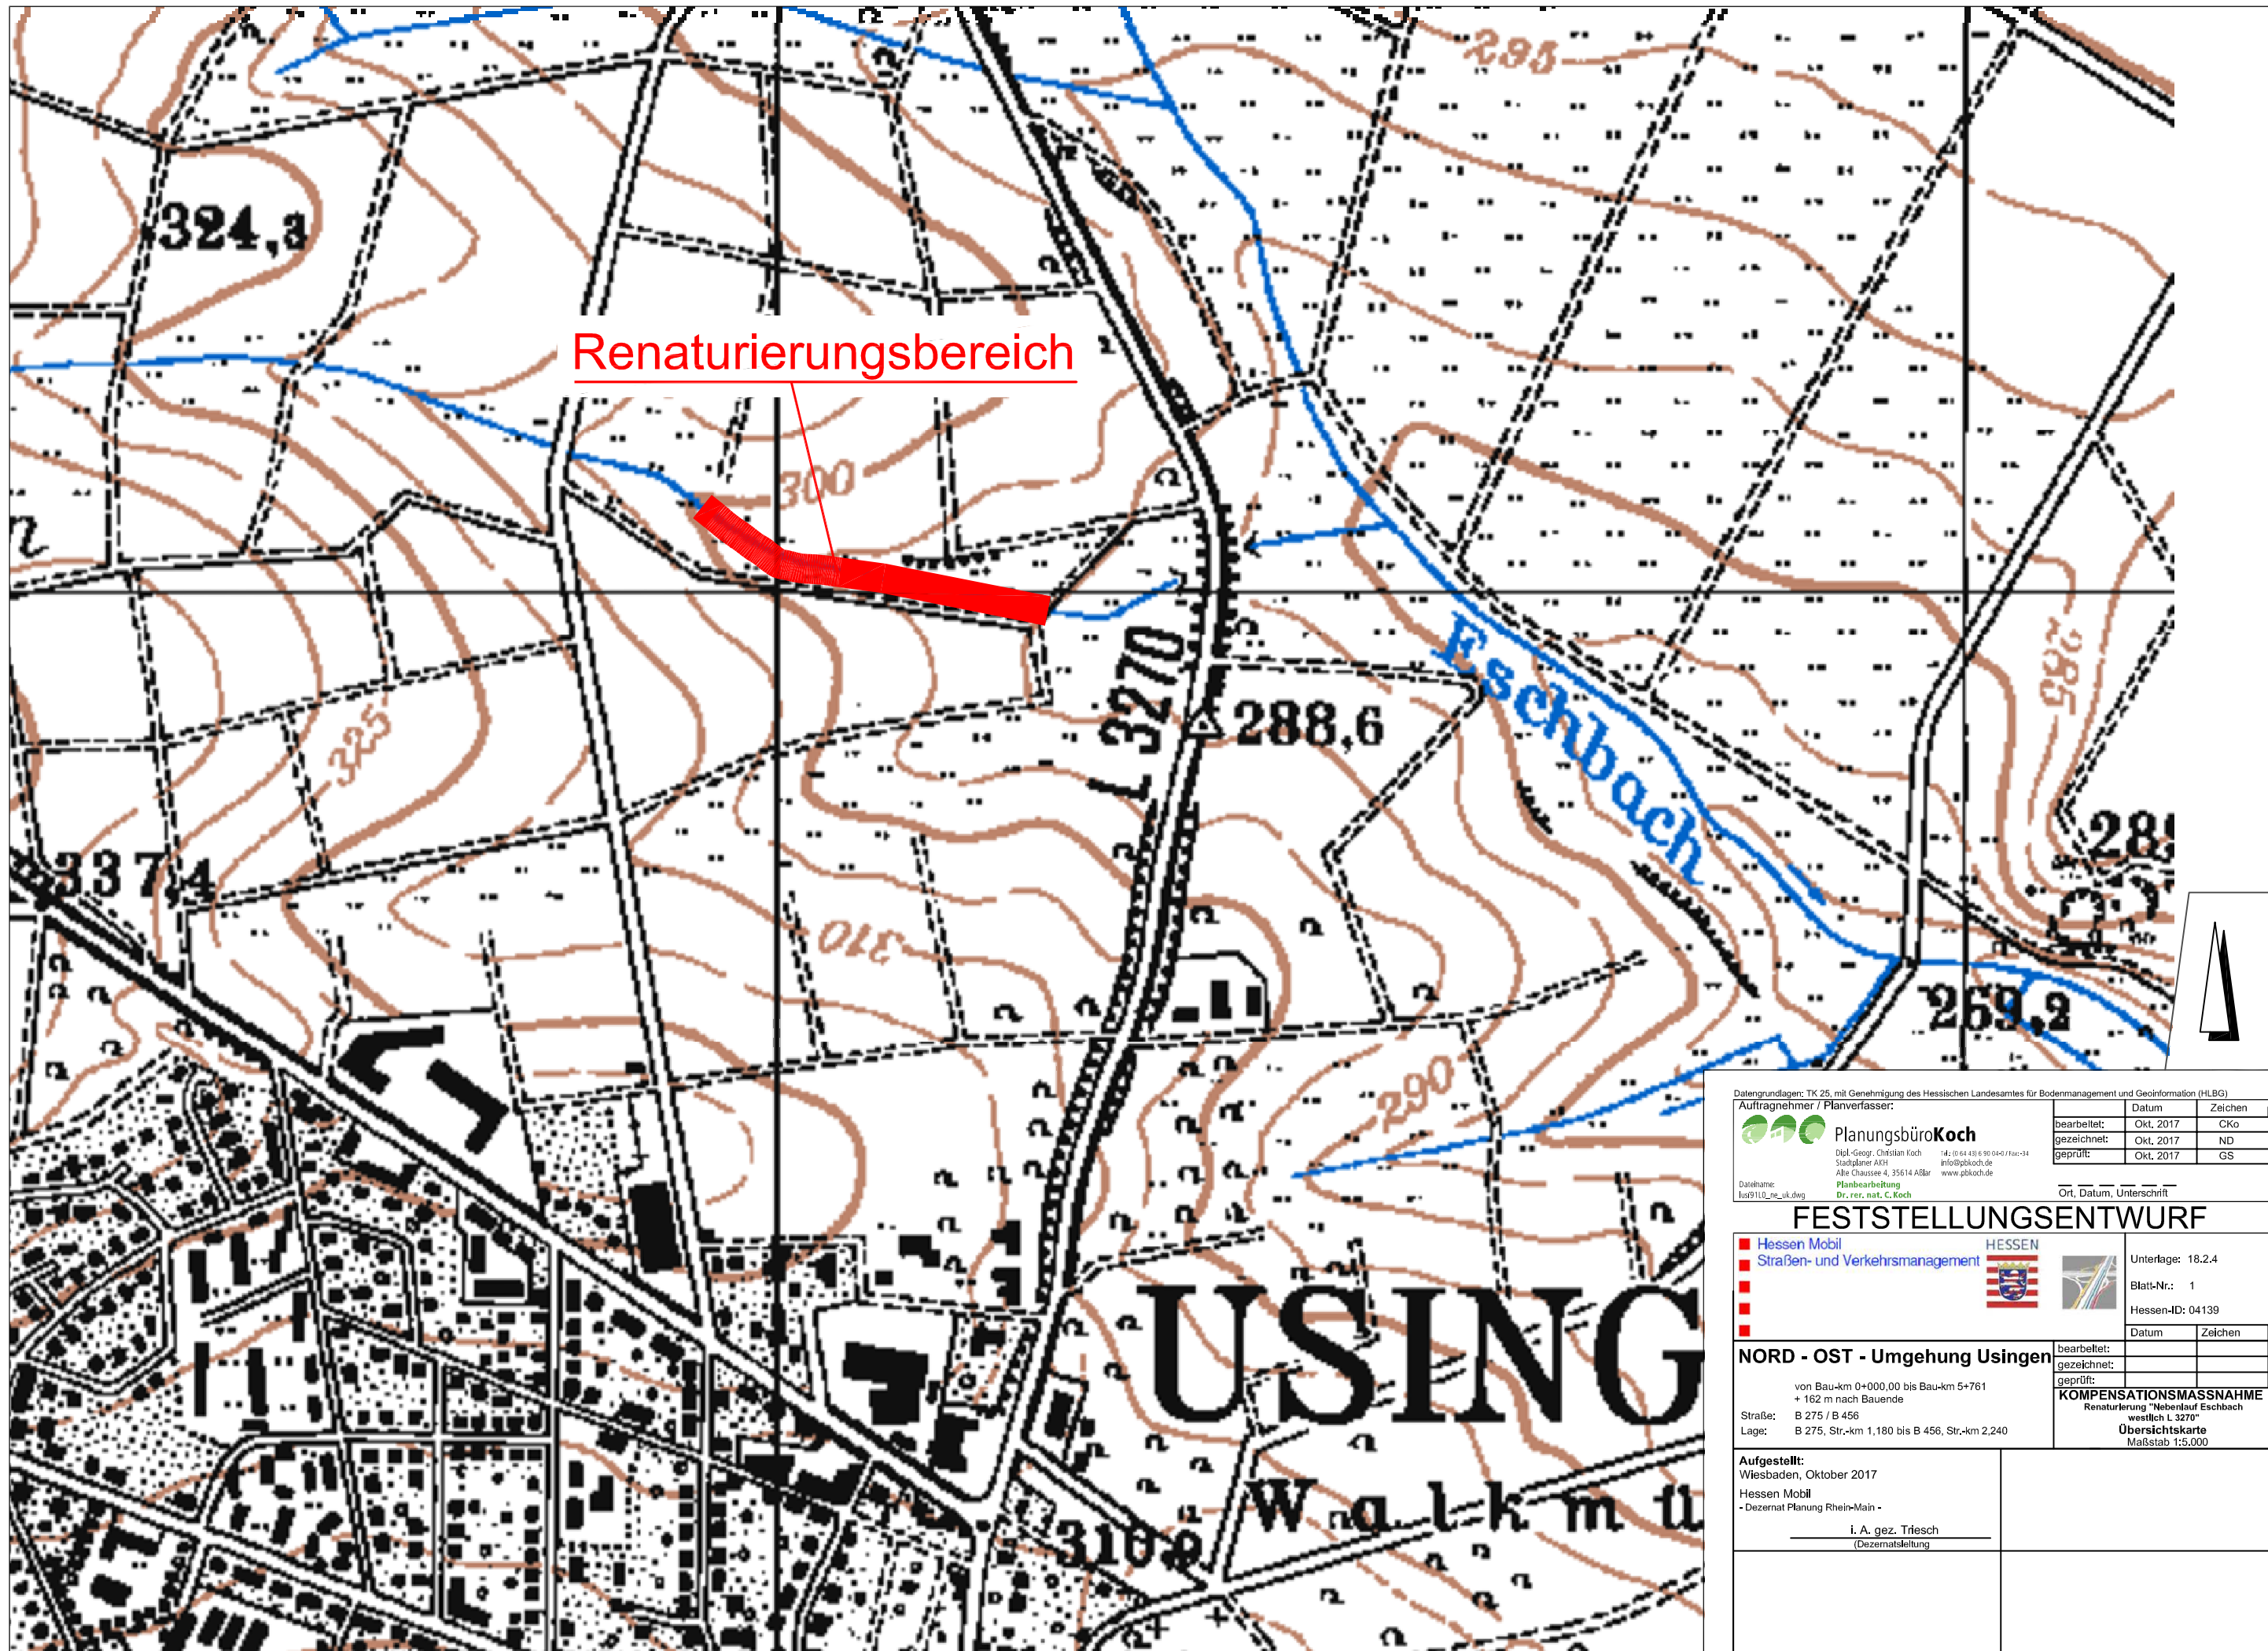 295
324,3
Renaturierungsbereich
300
L 3270
288,6
Eschbach
285
325
337,4
310
269,2
290
USING
Walkmü
Datengrundlagen: TK 25, mit Genehmigung des Hessischen Landesamtes für Bodenmanagement und Geoinformation (HLBG)
Auftragnehmer / Planverfasser:
PlanungsbüroKoch
Dipl.-Geogr. Christian Koch
Stadtplaner AKH
info@pbkoch.de
Alte Chaussee 4, 35614 Aßlar www.pbkoch.de
Dateiname:
Planbearbeitung
Dr. rer. nat. C. Koch
Datum Zeichen
bearbeitet: Okt. 2017 CKo
gezeichnet: Okt. 2017 ND
geprüft: Okt. 2017 GS
Ort, Datum, Unterschrift
FESTSTELLUNGSENTWURF
Hessen Mobil
Straßen- und Verkehrsmanagement
HESSEN
Unterlage: 18.2.4
Blatt-Nr.: 1
Hessen-ID: 04139
Datum Zeichen
bearbeitet:
gezeichnet:
geprüft:
NORD - OST - Umgehung Usingen
von Bau-km 0+000,00 bis Bau-km 5+761
+ 162 m nach Bauende
Straße: B 275 / B 456
Lage: B 275, Str.-km 1,180 bis B 456, Str.-km 2,240
KOMPENSATIONSMASSNAHME
Renaturierung "Nebenlauf Eschbach
westlich L 3270"
Übersichtskarte
Maßstab 1:5.000
Aufgestellt:
Wiesbaden, Oktober 2017
Hessen Mobil
- Dezernat Planung Rhein-Main -
i. A. gez. Triesch
(Dezernatsleitung